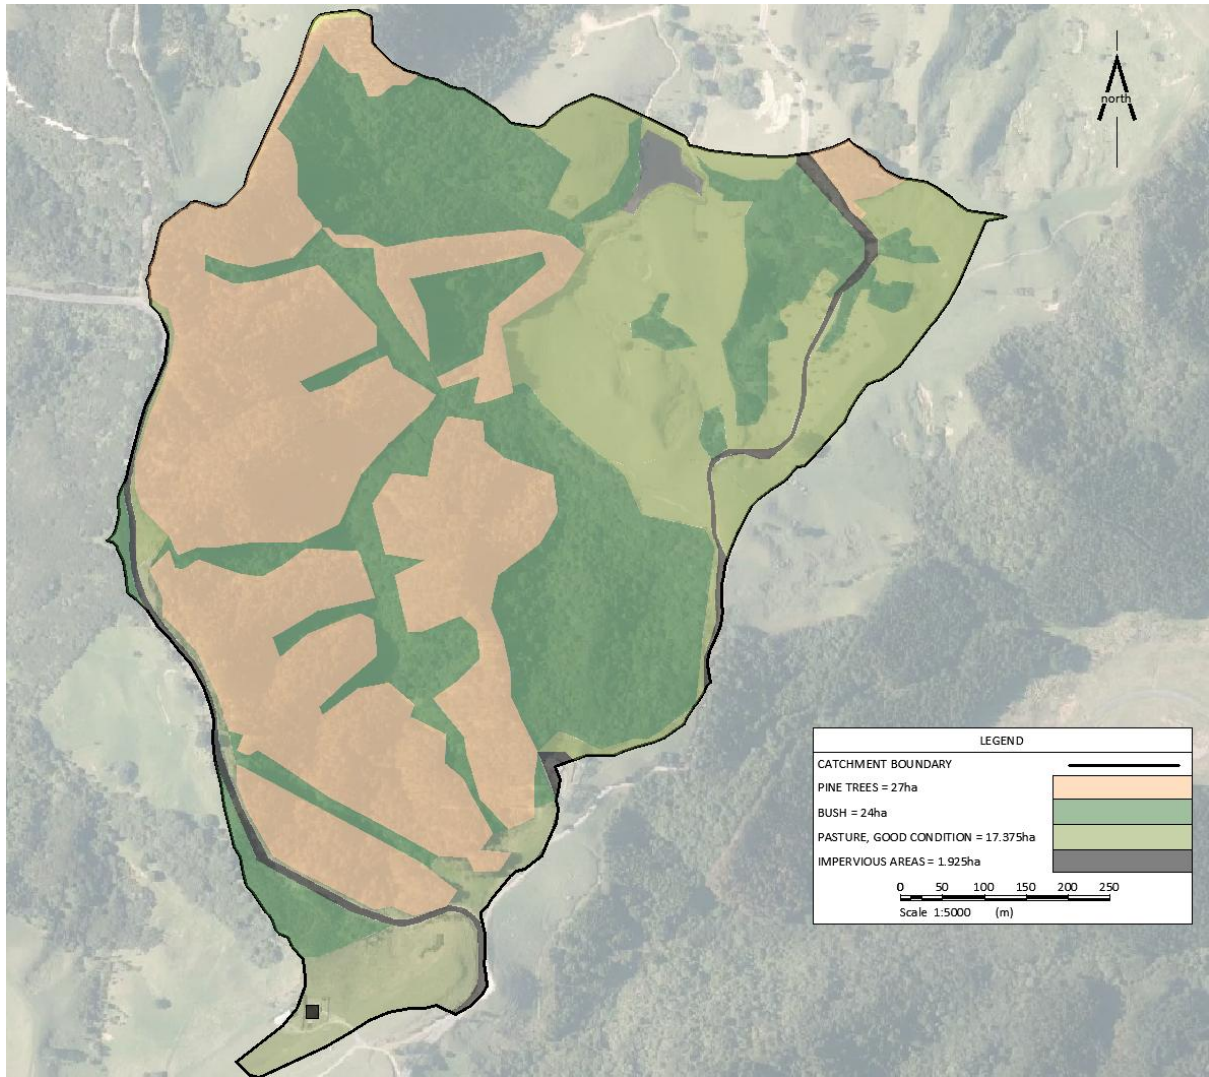 north
LEGEND
CATCHMENT BOUNDARY
PINE TREES = 27ha
BUSH = 24ha
PASTURE, GOOD CONDITION = 17.375ha
IMPERVIOUS AREAS = 1.925ha
0 50 100 150 200 250
Scale 1:5000 (m)